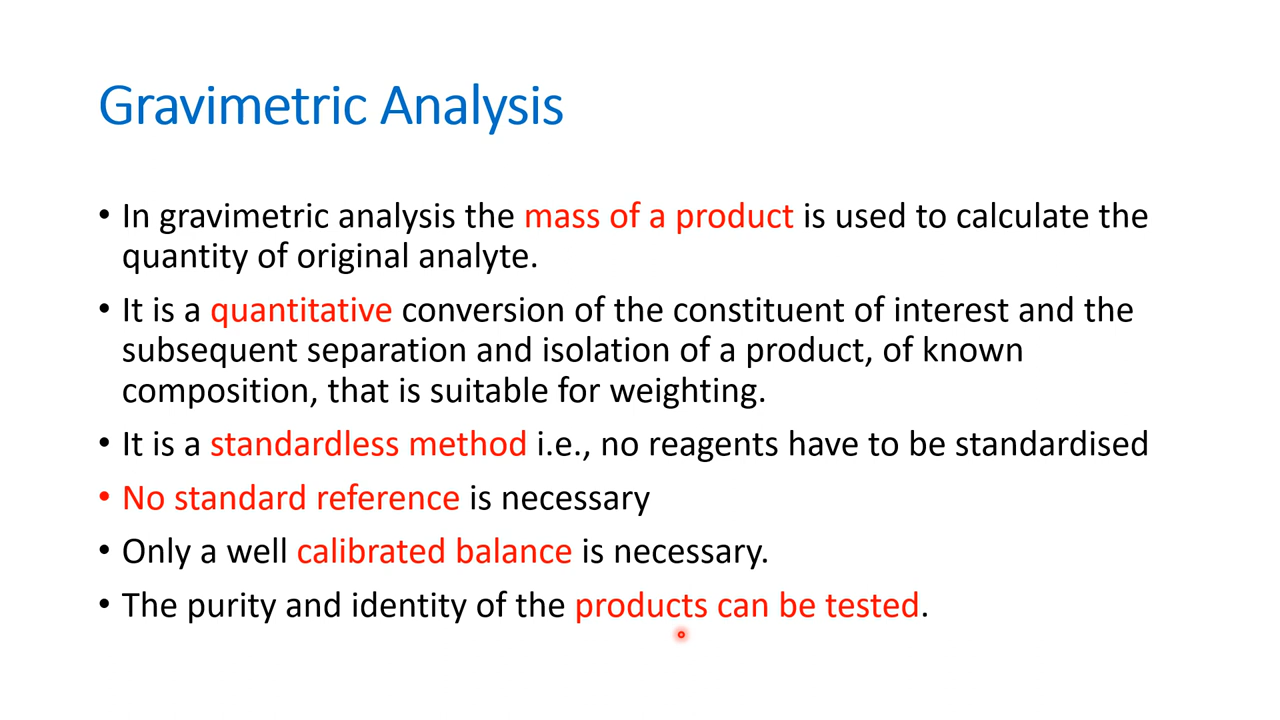 Gravimetric Analysis
• In gravimetric analysis the mass of a product is used to calculate the
quantity of original analyte.
• It is a quantitative conversion of the constituent of interest and the
subsequent separation and isolation of a product, of known
composition, that is suitable for weighting.
• It is a standardless method i.e., no reagents have to be standardised
• No standard reference is necessary
• Only a well calibrated balance is necessary.
• The purity and identity of the products can be tested.